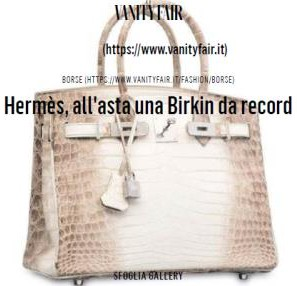 VANITY FAIR
(https://www.vanityfair.it)
BORSE (HTTPS://WWW.VANITYFAIR.IT/FASHION/BORSE)
Hermès, all'asta una Birkin da record
SFOGLIA GALLERY